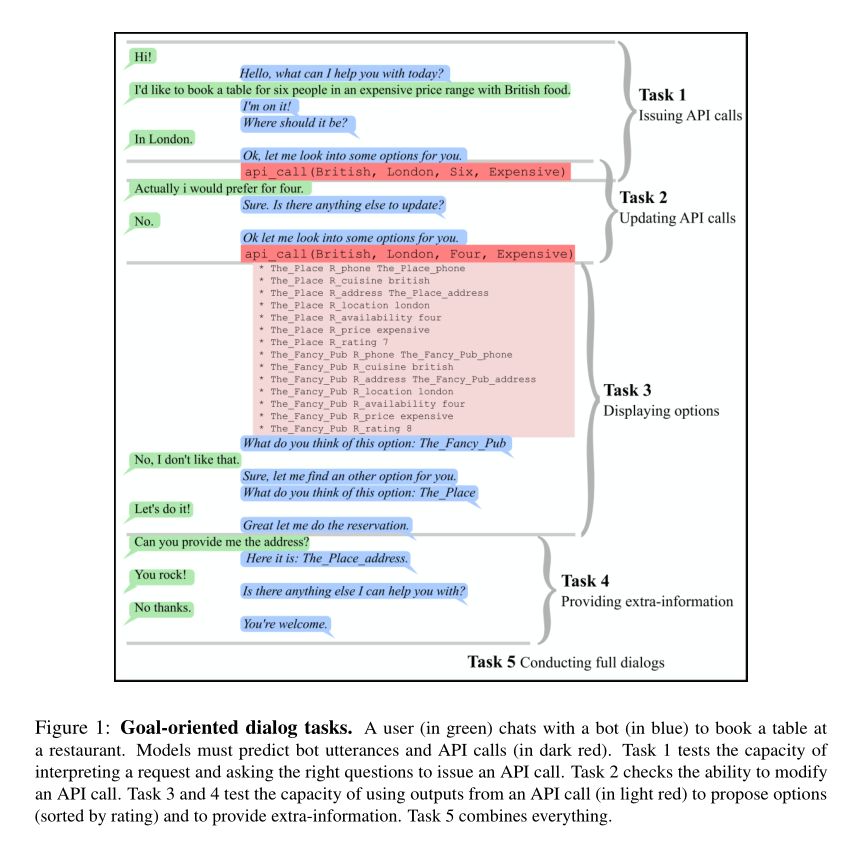 Hi!
Hello, what can I help you with today?
I'd like to book a table for six people in an expensive price range with British food.
I'm on it!
Where should it be?
In London.
Ok, let me look into some options for you.
api_call(British, London, Six, Expensive)
Task 1
Issuing API calls
Actually i would prefer for four.
Sure. Is there anything else to update?
No.
Ok let me look into some options for you.
api_call(British, London, Four, Expensive)
Task 2
Updating API calls
* The_Place R_phone The_Place_phone
* The_Place R_cuisine british
* The_Place R_address The_Place_address
* The_Place R_location london
* The_Place R_availability four
* The_Place R_price expensive
* The_Place R_rating 7
* The_Fancy_Pub R_phone The_Fancy_Pub_phone
* The_Fancy_Pub R_cuisine british
* The_Fancy_Pub R_address The_Fancy_Pub_address
* The_Fancy_Pub R_location london
* The_Fancy_Pub R_availability four
* The_Fancy_Pub R_price expensive
* The_Fancy_Pub R_rating 8
What do you think of this option: The_Fancy_Pub
No, I don't like that.
Sure, let me find an other option for you.
What do you think of this option: The_Place
Let's do it!
Great let me do the reservation.
Task 3
Displaying options
Can you provide me the address?
Here it is: The_Place_address.
You rock!
Is there anything else I can help you with?
No thanks.
You're welcome.
Task 4
Providing extra-information
Task 5 Conducting full dialogs
Figure 1: Goal-oriented dialog tasks. A user (in green) chats with a bot (in blue) to book a table at
a restaurant. Models must predict bot utterances and API calls (in dark red). Task 1 tests the capacity of
interpreting a request and asking the right questions to issue an API call. Task 2 checks the ability to modify
an API call. Task 3 and 4 test the capacity of using outputs from an API call (in light red) to propose options
(sorted by rating) and to provide extra-information. Task 5 combines everything.